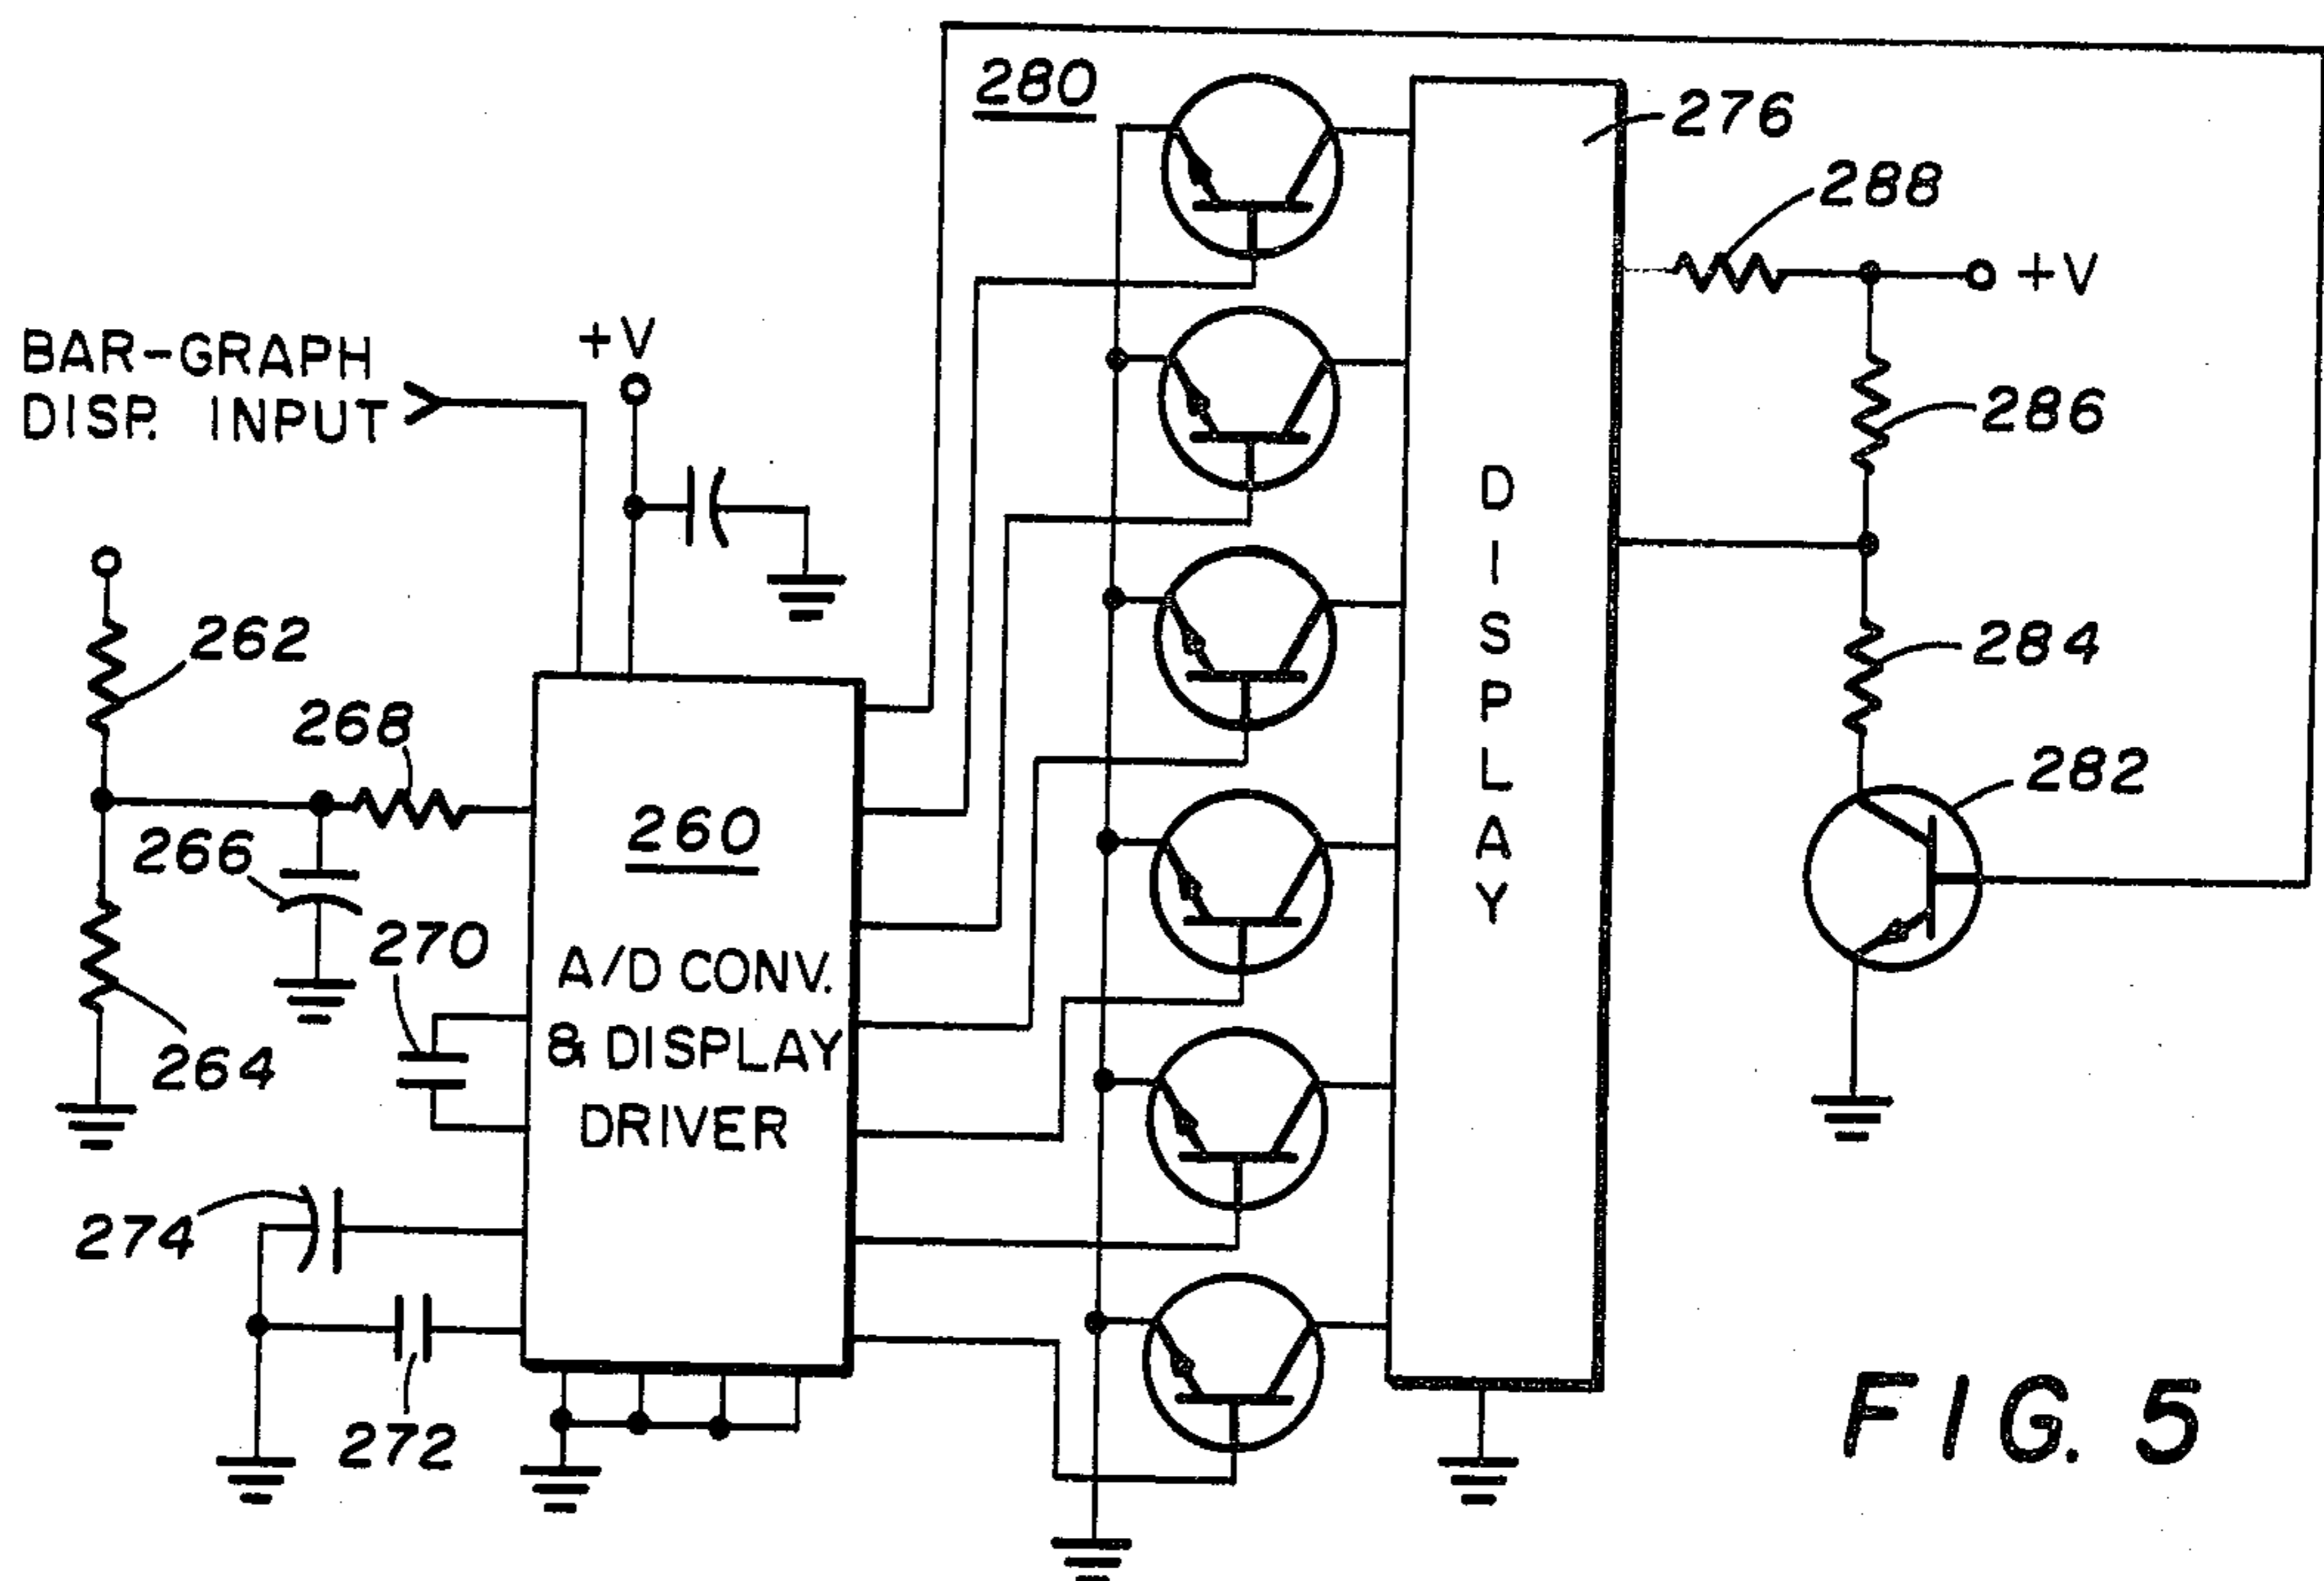 280
276
288
+V
BAR-GRAPH
DISP. INPUT
+V
286
D
I
S
P
L
A
Y
262
268
284
282
260
266
270
A/D CONV.
& DISPLAY
DRIVER
264
274
272
FIG. 5